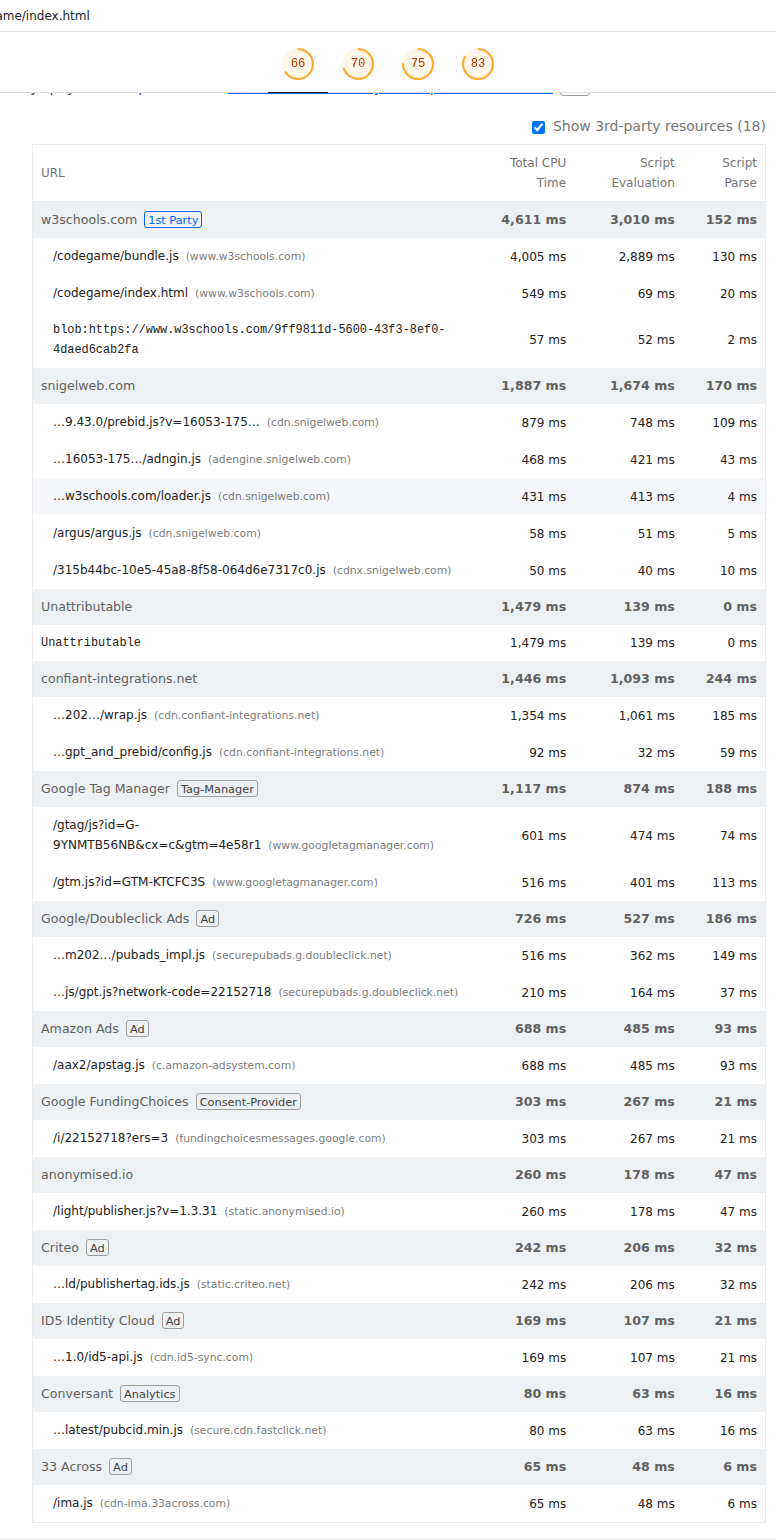 ame/index.html
66 70 75 83
Show 3rd-party resources (18)
URL Total CPU Time Script Evaluation Script Parse
w3schools.com 1st Party 4,611 ms 3,010 ms 152 ms
/codegame/bundle.js (www.w3schools.com) 4,005 ms 2,889 ms 130 ms
/codegame/index.html (www.w3schools.com) 549 ms 69 ms 20 ms
blob:https://www.w3schools.com/9ff9811d-5600-43f3-8ef0-
4daed6cab2fa 57 ms 52 ms 2 ms
snigelweb.com 1,887 ms 1,674 ms 170 ms
…9.43.0/prebid.js?v=16053-175… (cdn.snigelweb.com) 879 ms 748 ms 109 ms
…16053-175…/adngin.js (adengine.snigelweb.com) 468 ms 421 ms 43 ms
…w3schools.com/loader.js (cdn.snigelweb.com) 431 ms 413 ms 4 ms
/argus/argus.js (cdn.snigelweb.com) 58 ms 51 ms 5 ms
/315b44bc-10e5-45a8-8f58-064d6e7317c0.js (cdnx.snigelweb.com) 50 ms 40 ms 10 ms
Unattributable 1,479 ms 139 ms 0 ms
Unattributable 1,479 ms 139 ms 0 ms
confiant-integrations.net 1,446 ms 1,093 ms 244 ms
…202…/wrap.js (cdn.confiant-integrations.net) 1,354 ms 1,061 ms 185 ms
…gpt_and_prebid/config.js (cdn.confiant-integrations.net) 92 ms 32 ms 59 ms
Google Tag Manager Tag-Manager 1,117 ms 874 ms 188 ms
/gtag/js?id=G-
9YNMTB56NB&cx=c&gtm=4e58r1 (www.googletagmanager.com) 601 ms 474 ms 74 ms
/gtm.js?id=GTM-KTCFC3S (www.googletagmanager.com) 516 ms 401 ms 113 ms
Google/Doubleclick Ads Ad 726 ms 527 ms 186 ms
…m202…/pubads_impl.js (securepubads.g.doubleclick.net) 516 ms 362 ms 149 ms
…js/gpt.js?network-code=22152718 (securepubads.g.doubleclick.net) 210 ms 164 ms 37 ms
Amazon Ads Ad 688 ms 485 ms 93 ms
/aax2/apstag.js (c.amazon-adsystem.com) 688 ms 485 ms 93 ms
Google FundingChoices Consent-Provider 303 ms 267 ms 21 ms
/i/22152718?ers=3 (fundingchoicesmessages.google.com) 303 ms 267 ms 21 ms
anonymised.io 260 ms 178 ms 47 ms
/light/publisher.js?v=1.3.31 (static.anonymised.io) 260 ms 178 ms 47 ms
Criteo Ad 242 ms 206 ms 32 ms
…ld/publishertag.ids.js (static.criteo.net) 242 ms 206 ms 32 ms
ID5 Identity Cloud Ad 169 ms 107 ms 21 ms
…1.0/id5-api.js (cdn.id5-sync.com) 169 ms 107 ms 21 ms
Conversant Analytics 80 ms 63 ms 16 ms
…latest/pubcid.min.js (secure.cdn.fastclick.net) 80 ms 63 ms 16 ms
33 Across Ad 65 ms 48 ms 6 ms
/ima.js (cdn-ima.33across.com) 65 ms 48 ms 6 ms